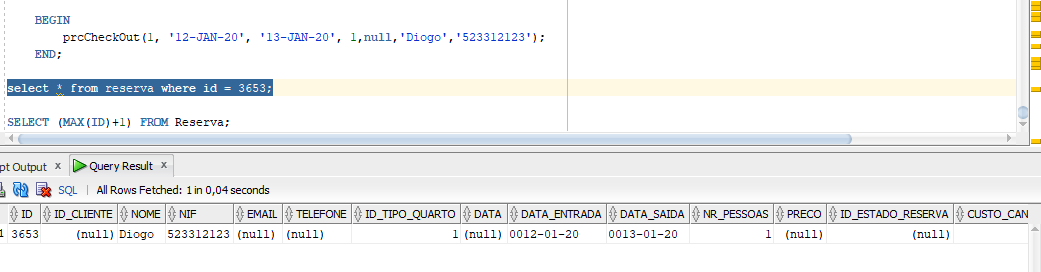 BEGIN
prcCheckOut(1, '12-JAN-20', '13-JAN-20', 1,null,'Diogo','523312123');
END;
select * from reserva where id = 3653;
SELECT (MAX(ID)+1) FROM Reserva;
pt Output x Query Result x
SQL | All Rows Fetched: 1 in 0,04 seconds
ID ID_CLIENTE NOME NIF EMAIL TELEFONE ID_TIPO_QUARTO DATA DATA_ENTRADA DATA_SAIDA NR_PESSOAS PRECO ID_ESTADO_RESERVA CUSTO_CAN
1 3653 (null) Diogo 523312123 (null) (null) 1 (null) 0012-01-20 0013-01-20 1 (null) (null)